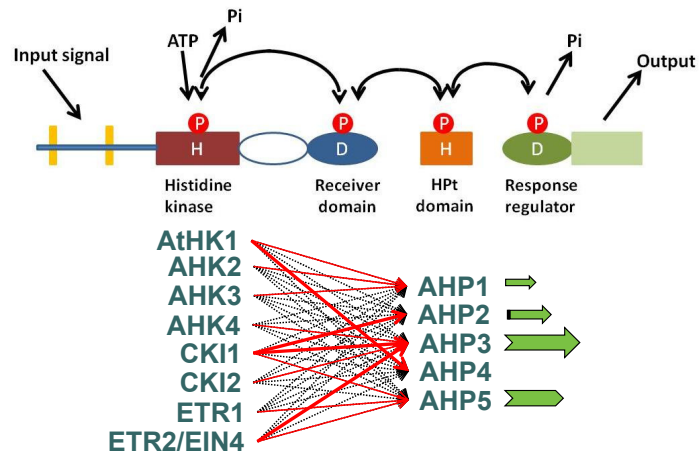 Pi
Pi
ATP
Input signal
Output
P
P
P
P
H
D
H
D
Histidine
kinase
Receiver
domain
HPt
domain
Response
regulator
AtHK1
AHK2
AHK3
AHK4
CKI1
CKI2
ETR1
ETR2/EIN4
AHP1
AHP2
AHP3
AHP4
AHP5